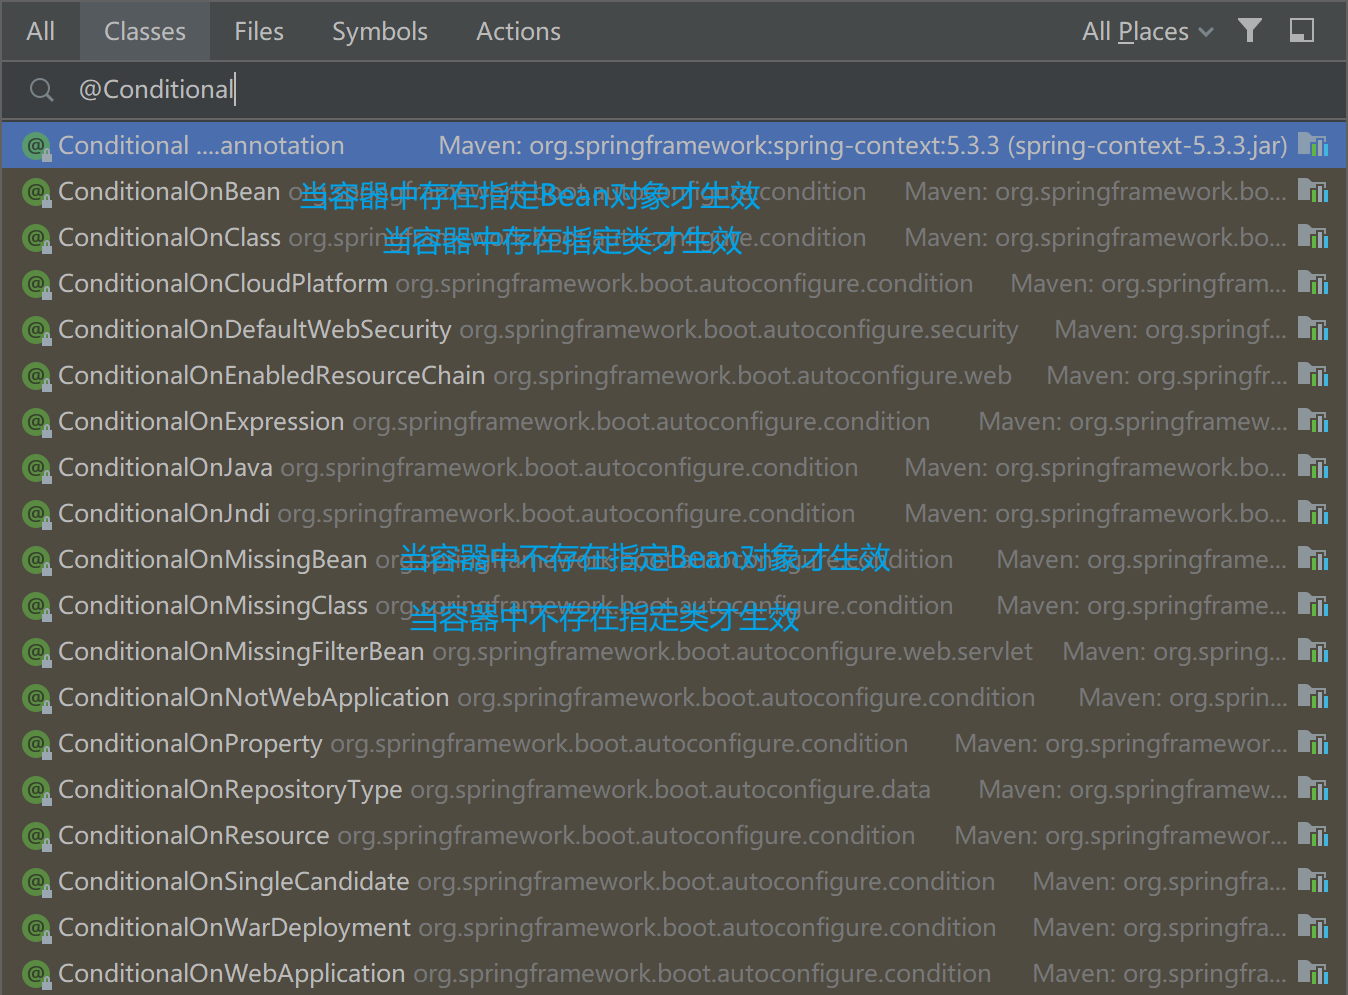 All Classes Files Symbols Actions All Places
@Conditional
Conditional ....annotation Maven: org.springframework:spring-context:5.3.3 (spring-context-5.3.3.jar)
ConditionalOnBean org.springframework.boot.autoconfigure.condition Maven: org.springframework.bo...
当容器中存在指定Bean对象才生效
ConditionalOnClass org.springframework.boot.autoconfigure.condition Maven: org.springframework.bo...
当容器中存在指定类才生效
ConditionalOnCloudPlatform org.springframework.boot.autoconfigure.condition Maven: org.springfram...
ConditionalOnDefaultWebSecurity org.springframework.boot.autoconfigure.security Maven: org.springf...
ConditionalOnEnabledResourceChain org.springframework.boot.autoconfigure.web Maven: org.springfr...
ConditionalOnExpression org.springframework.boot.autoconfigure.condition Maven: org.springframew...
ConditionalOnJava org.springframework.boot.autoconfigure.condition Maven: org.springframework.bo...
ConditionalOnJndi org.springframework.boot.autoconfigure.condition Maven: org.springframework.bo...
ConditionalOnMissingBean org.springframework.boot.autoconfigure.condition Maven: org.springframe...
当容器中不存在指定Bean对象才生效
ConditionalOnMissingClass org.springframework.boot.autoconfigure.condition Maven: org.springframe...
当容器中不存在指定类才生效
ConditionalOnMissingFilterBean org.springframework.boot.autoconfigure.web.servlet Maven: org.spring...
ConditionalOnNotWebApplication org.springframework.boot.autoconfigure.condition Maven: org.sprin...
ConditionalOnProperty org.springframework.boot.autoconfigure.condition Maven: org.springframewor...
ConditionalOnRepositoryType org.springframework.boot.autoconfigure.data Maven: org.springframew...
ConditionalOnResource org.springframework.boot.autoconfigure.condition Maven: org.springframewor...
ConditionalOnSingleCandidate org.springframework.boot.autoconfigure.condition Maven: org.springfra...
ConditionalOnWarDeployment org.springframework.boot.autoconfigure.condition Maven: org.springfra...
ConditionalOnWebApplication org.springframework.boot.autoconfigure.condition Maven: org.springfra...